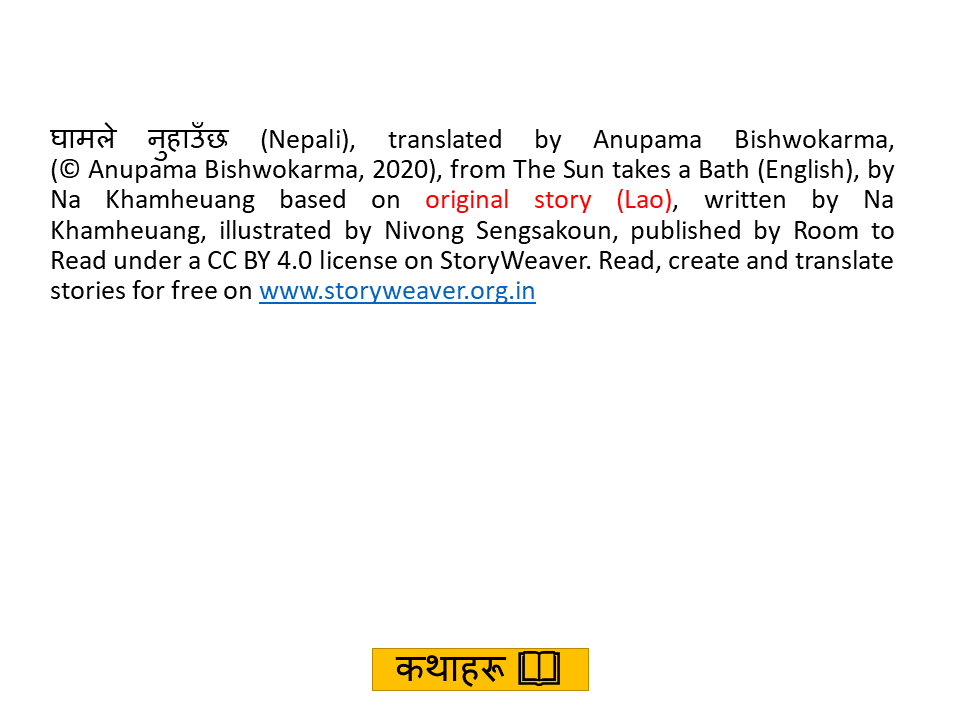 घामले नुहाउँछ (Nepali), translated by Anupama Bishwokarma,
(© Anupama Bishwokarma, 2020), from The Sun takes a Bath (English), by
Na Khamheuang based on original story (Lao), written by Na
Khamheuang, illustrated by Nivong Sengsakoun, published by Room to
Read under a CC BY 4.0 license on StoryWeaver. Read, create and translate
stories for free on www.storyweaver.org.in
कथाहरू